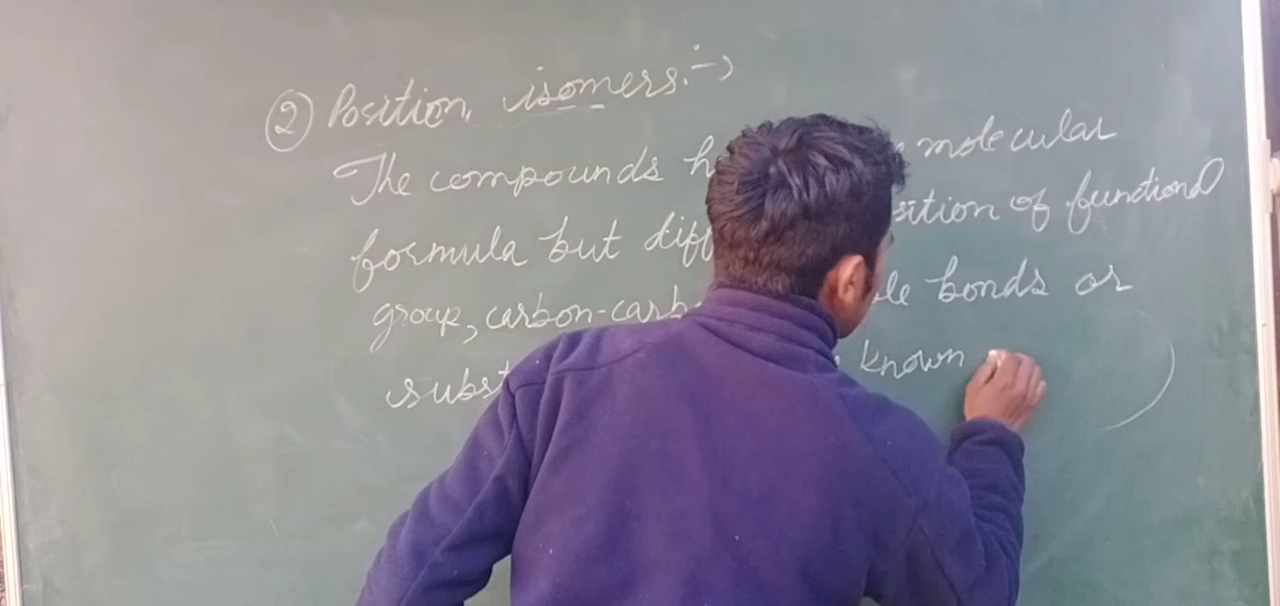 ② Position isomers:->
The compounds h molecular
formula but diff sition of functional
group, carbon-carb le bonds or
subst known